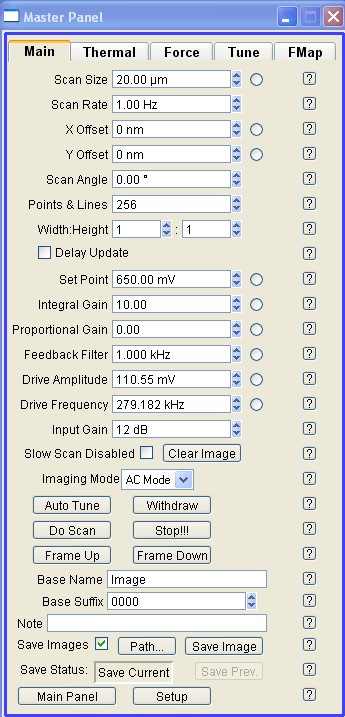 Master Panel
Main Thermal Force Tune FMap
Scan Size 20.00 µm ?
Scan Rate 1.00 Hz ?
X Offset 0 nm ?
Y Offset 0 nm ?
Scan Angle 0.00 ° ?
Points & Lines 256 ?
Width:Height 1 : 1 ?
Delay Update ?
Set Point 650.00 mV ?
Integral Gain 10.00 ?
Proportional Gain 0.00 ?
Feedback Filter 1.000 kHz ?
Drive Amplitude 110.55 mV ?
Drive Frequency 279.182 kHz ?
Input Gain 12 dB ?
Slow Scan Disabled Clear Image ?
Imaging Mode AC Mode ?
Auto Tune Withdraw ?
Do Scan Stop!!! ?
Frame Up Frame Down ?
Base Name Image ?
Base Suffix 0000 ?
Note ?
Save Images Path... Save Image ?
Save Status: Save Current Save Prev. ?
Main Panel Setup ?